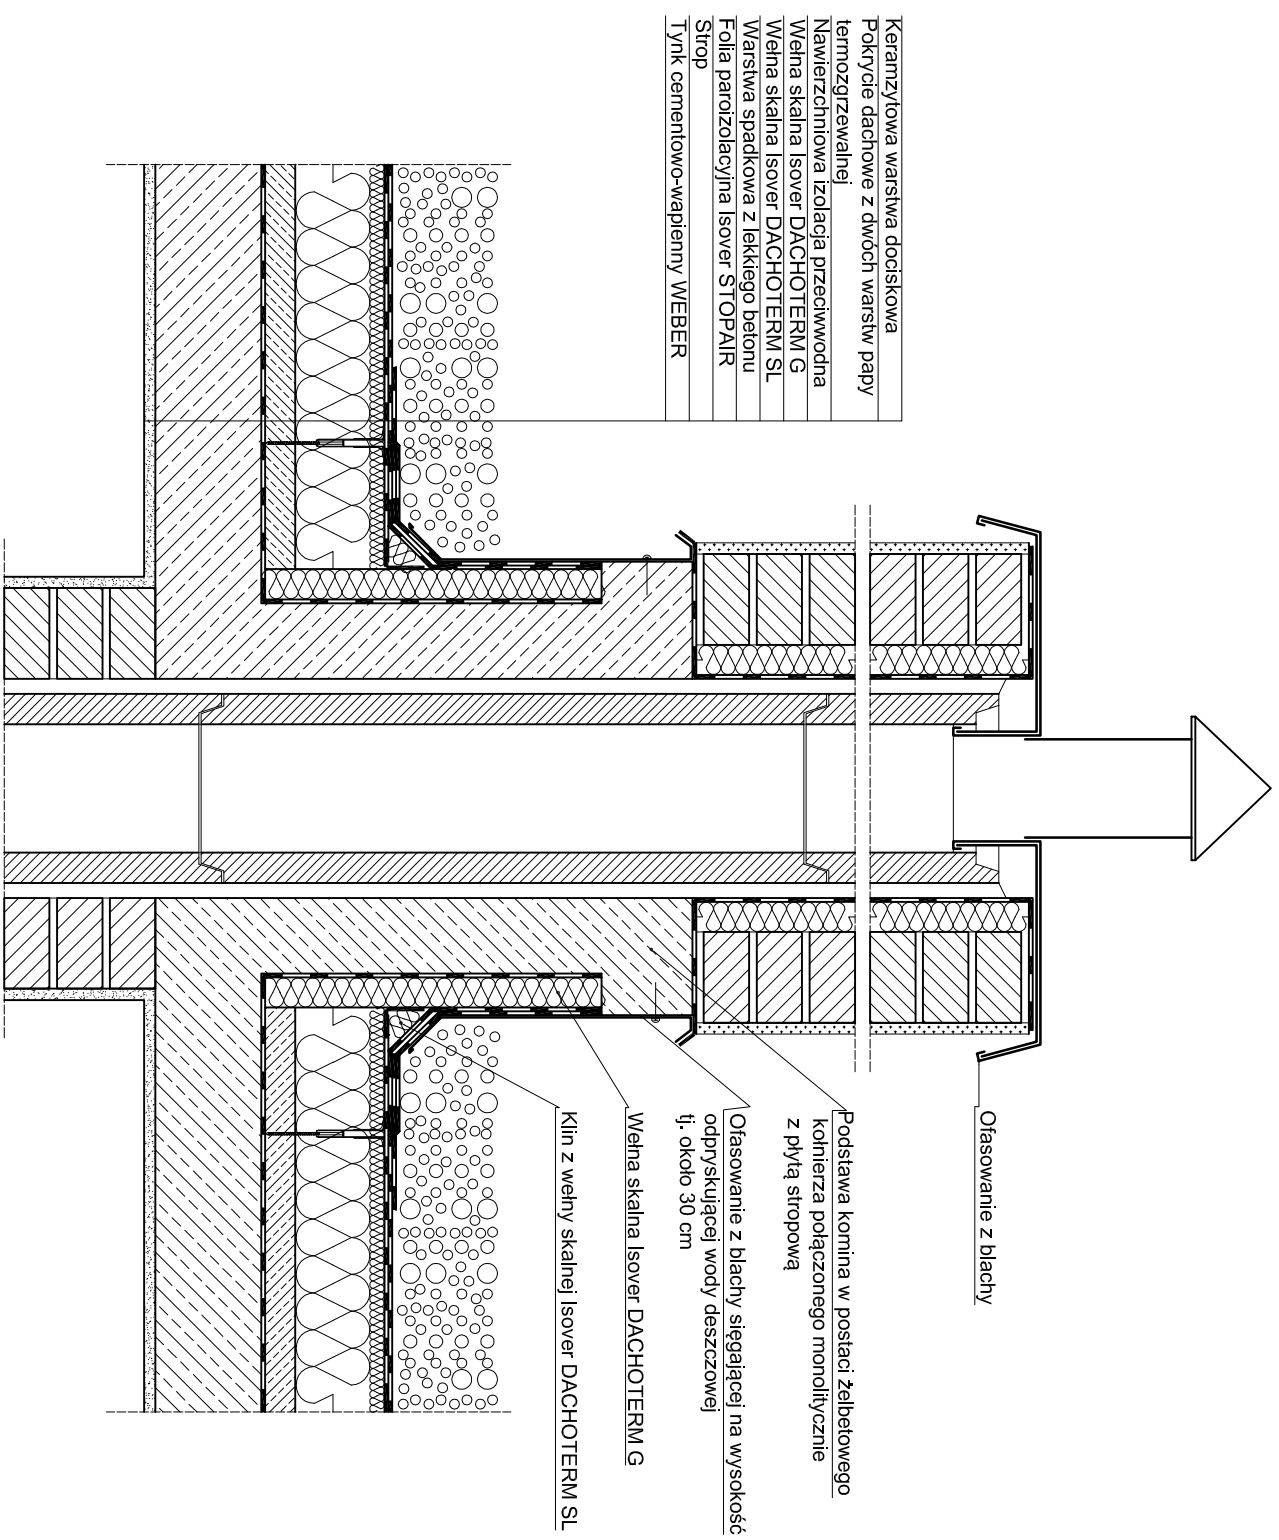 Keramzytowa warstwa dociskowa
Pokrycie dachowe z dwóch warstw papy
termozgrzewalnej
Nawierzchniowa izolacja przeciwwodna
Wełna skalna Isover DACHOTERM G
Wełna skalna Isover DACHOTERM SL
Warstwa spadkowa z lekkiego betonu
Folia paroizolacyjna Isover STOPAIR
Strop
Tynk cementowo-wapienny WEBER
Ofasowanie z blachy
Podstawa komina w postaci żelbetowego
kołnierza połączonego monolitycznie
z płytą stropową
Ofasowanie z blachy sięgającej na wysokość
odpryskującej wody deszczowej
tj. około 30 cm
Wełna skalna Isover DACHOTERM G
Klin z wełny skalnej Isover DACHOTERM SL